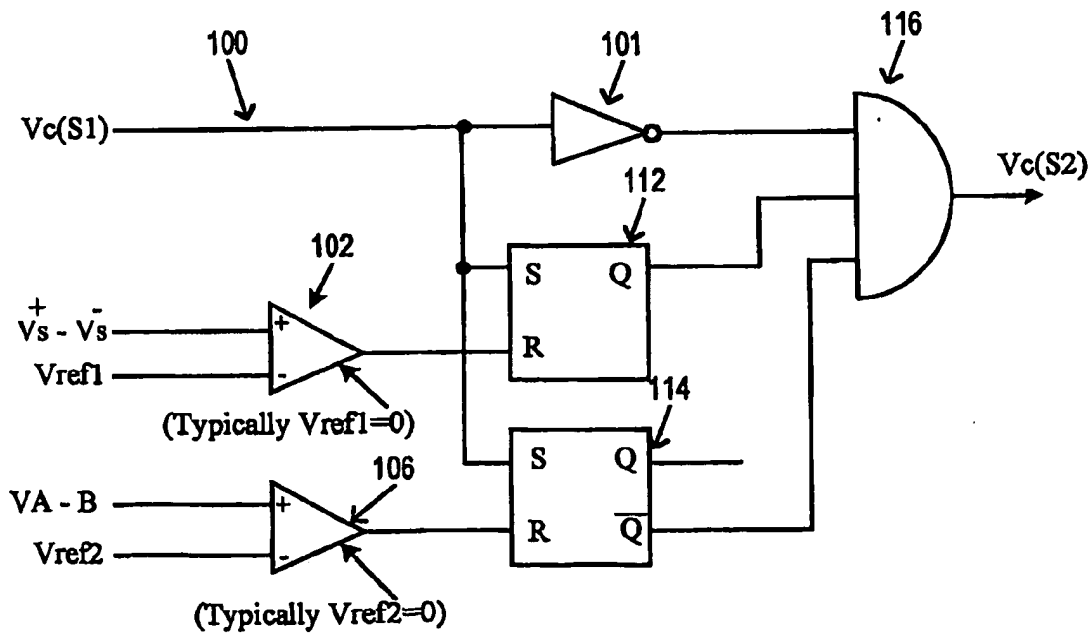 100
101
116
Vc(S1)
Vc(S2)
112
102
S Q
+ -
Vs - Vs
+
R
Vref1
-
(Typically Vref1=0)
114
106
S Q
VA - B
+
R Q̅
Vref2
-
(Typically Vref2=0)